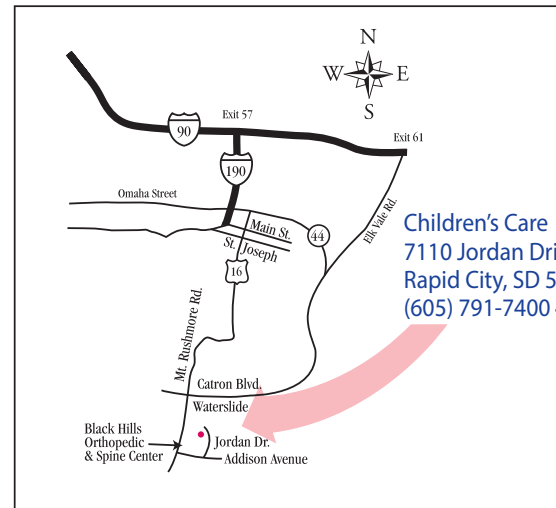 N
W
E
S
Exit 57
90
Exit 61
190
Omaha Street
Main St.
St. Joseph
44
Elk Vale Rd.
16
Children's Care
7110 Jordan Dri
Rapid City, SD 5
(605) 791-7400
Mt. Rushmore Rd.
Catron Blvd.
Waterslide
Black Hills
Orthopedic
& Spine Center
Jordan Dr.
Addison Avenue